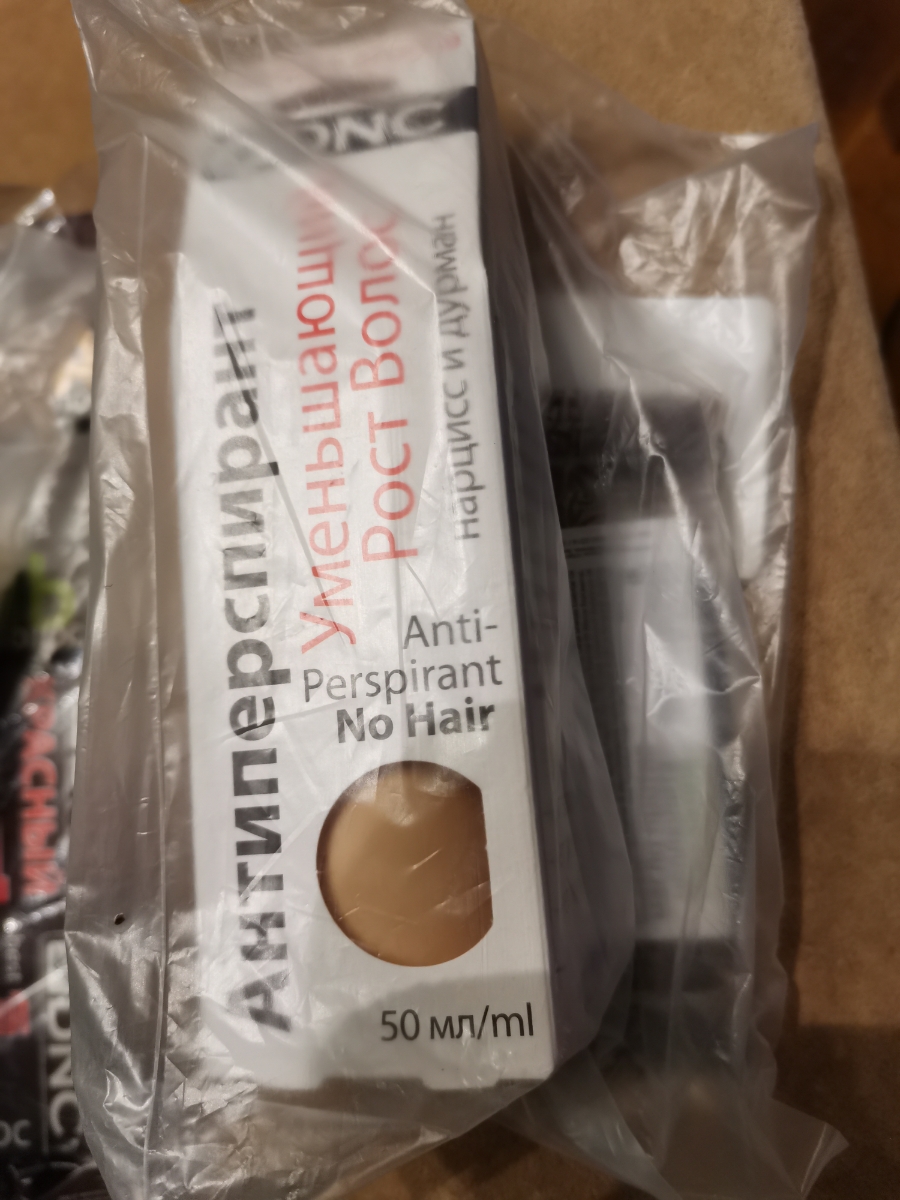 Антиперспирант
Уменьшающий
Рост Волос
нарцисс и дурман
Anti-
Perspirant
No Hair
50 мл/ml